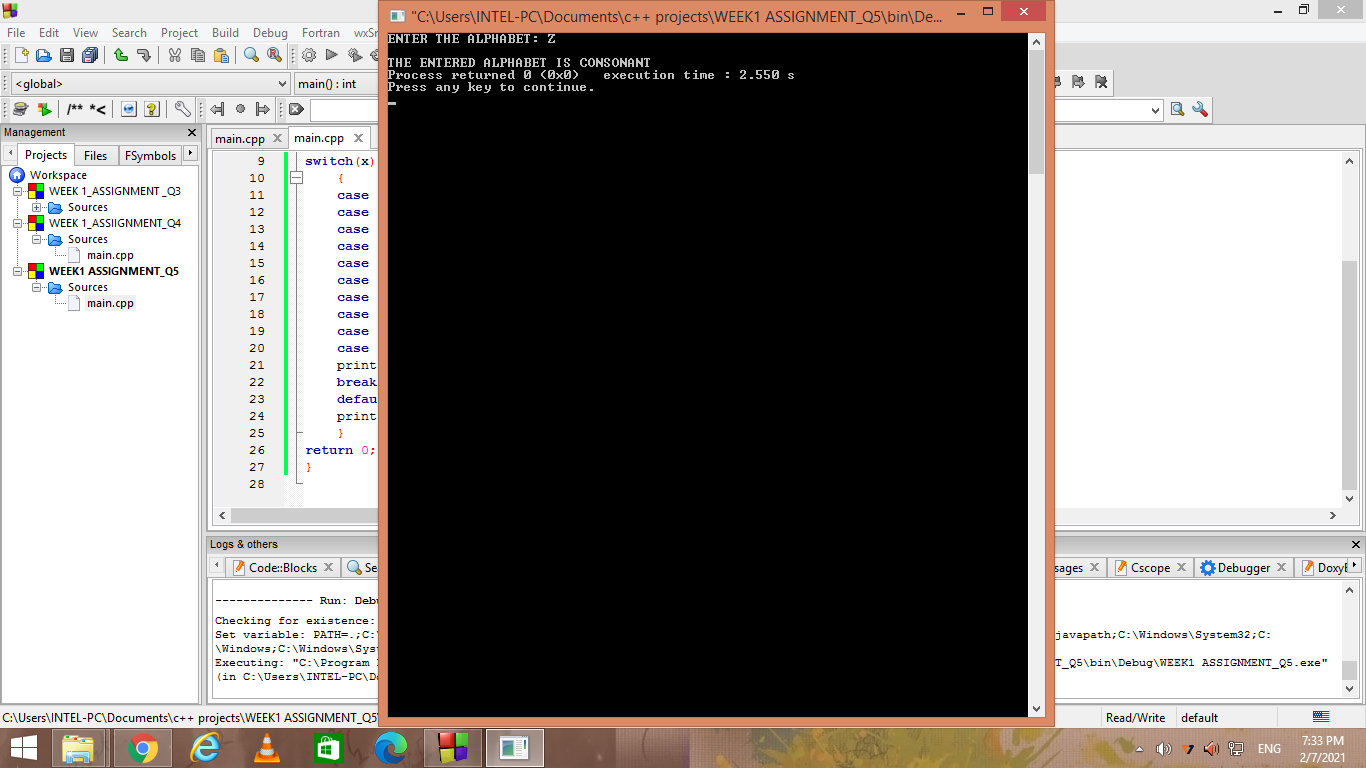 "C:\Users\INTEL-PC\Documents\c++ projects\WEEK1 ASSIGNMENT_Q5\bin\De...
File Edit View Search Project Build Debug Fortran wxSm
<global>
main() : int
/** *<
Management
Projects Files FSymbols
Workspace
WEEK 1_ASSIGNMENT _Q3
Sources
WEEK 1_ASSIIGNMENT_Q4
Sources
main.cpp
WEEK1 ASSIGNMENT_Q5
Sources
main.cpp
main.cpp main.cpp
9 switch(x)
10 {
11 case
12 case
13 case
14 case
15 case
16 case
17 case
18 case
19 case
20 case
21 print
22 break
23 defau
24 print
25 }
26 return 0;
27 }
28
ENTER THE ALPHABET: Z
THE ENTERED ALPHABET IS CONSONANT
Process returned 0 (0x0) execution time : 2.550 s
Press any key to continue.
Logs & others
Code::Blocks Se sages Cscope Debugger DoxyB
-------------- Run: Debu
Checking for existence:
Set variable: PATH=.;C:\ javapath;C:\Windows\System32;C:
\Windows;C:\Windows\Sys
Executing: "C:\Program T_Q5\bin\Debug\WEEK1 ASSIGNMENT_Q5.exe"
(in C:\Users\INTEL-PC\Do
C:\Users\INTEL-PC\Documents\c++ projects\WEEK1 ASSIGNMENT_Q5 Read/Write default
ENG
7:33 PM
2/7/2021